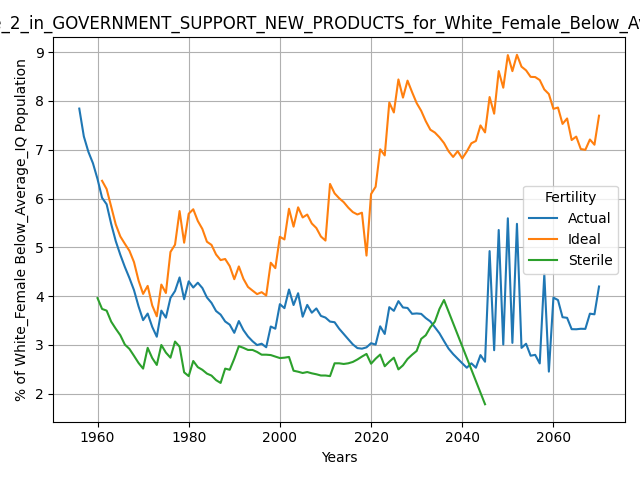 _2_in_GOVERNMENT_SUPPORT_NEW_PRODUCTS_for_White_Female_Below_A
% of White_Female Below_Average_IQ Population
9
8
7
6
5
4
3
2
Fertility
Actual
Ideal
Sterile
1960 1980 2000 2020 2040 2060
Years